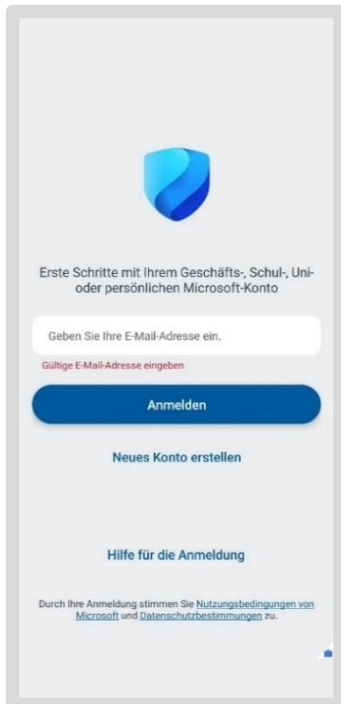 Erste Schritte mit Ihrem Geschäfts-, Schul-, Uni-
oder persönlichen Microsoft-Konto
Geben Sie Ihre E-Mail-Adresse ein.
Gültige E-Mail-Adresse eingeben
Anmelden
Neues Konto erstellen
Hilfe für die Anmeldung
Durch Ihre Anmeldung stimmen Sie Nutzungsbedingungen von
Microsoft und Datenschutzbestimmungen zu.